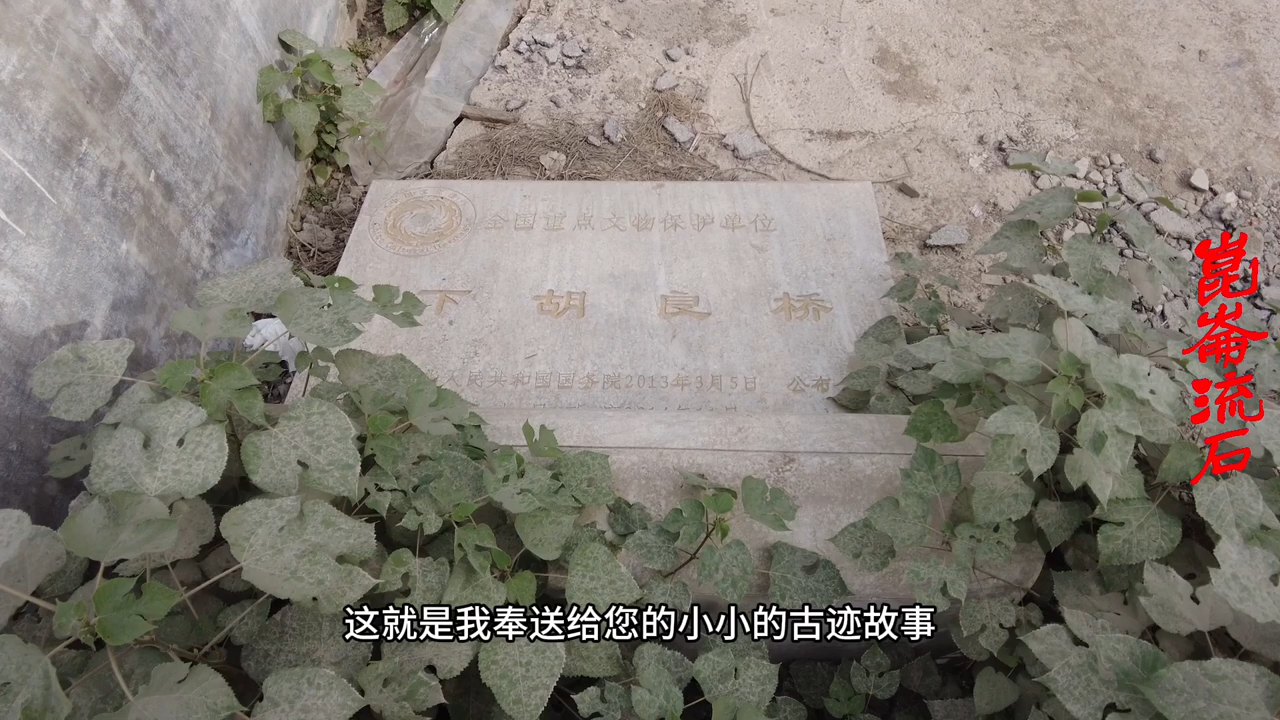 全国重点文物保护单位
下胡良桥
人民共和国国务院2013年3月5日 公布
崑崙流石
这就是我奉送给您的小小的古迹故事